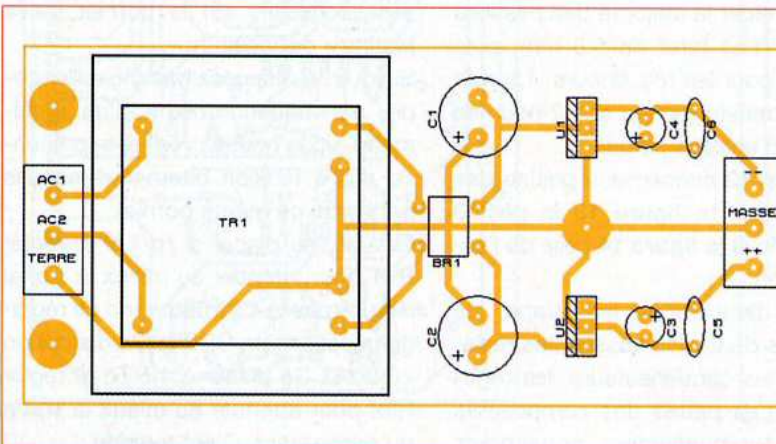 AC1
AC2
TERRE
TR1
C1
+
BR1
C2
+
U1
C4
+
C6
U2
C3
+
C5
--
MASSE
++